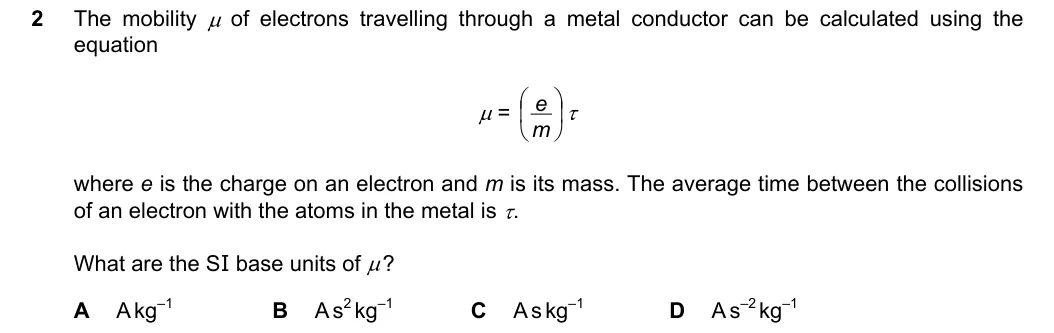 2 The mobility μ of electrons travelling through a metal conductor can be calculated using the
equation
μ = (e/m) τ
where e is the charge on an electron and m is its mass. The average time between the collisions
of an electron with the atoms in the metal is τ.
What are the SI base units of μ?
A A kg⁻¹ B A s² kg⁻¹ C A s kg⁻¹ D A s⁻² kg⁻¹